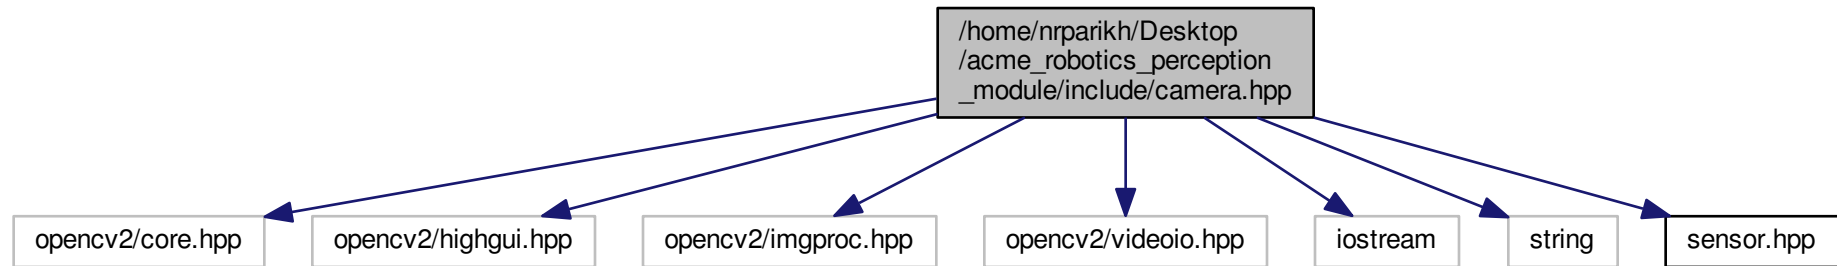 /home/nrparikh/Desktop
/acme_robotics_perception
_module/include/camera.hpp
opencv2/core.hpp
opencv2/highgui.hpp
opencv2/imgproc.hpp
opencv2/videoio.hpp
iostream
string
sensor.hpp